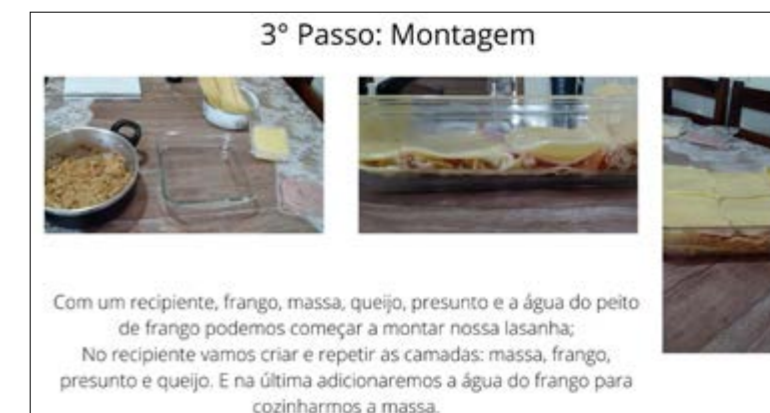 3° Passo: Montagem
Com um recipiente, frango, massa, queijo, presunto e a água do peito
de frango podemos começar a montar nossa lasanha;
No recipiente vamos criar e repetir as camadas: massa, frango,
presunto e queijo. E na última adicionaremos a água do frango para
cozinharmos a massa.